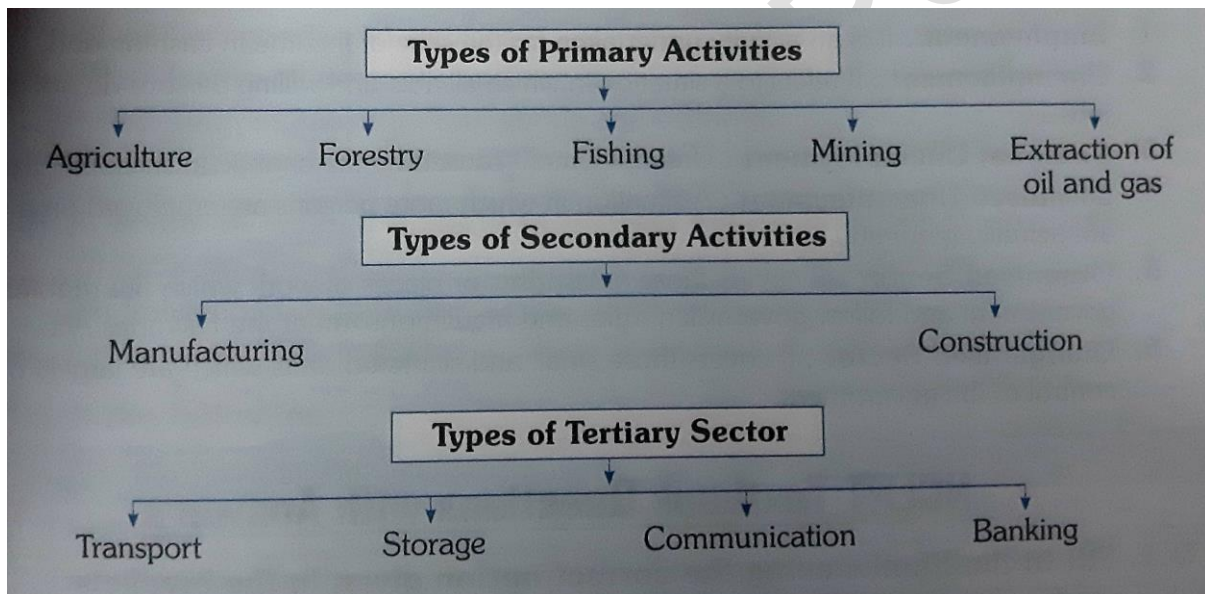 Types of Primary Activities
Agriculture Forestry Fishing Mining Extraction of
oil and gas
Types of Secondary Activities
Manufacturing Construction
Types of Tertiary Sector
Transport Storage Communication Banking